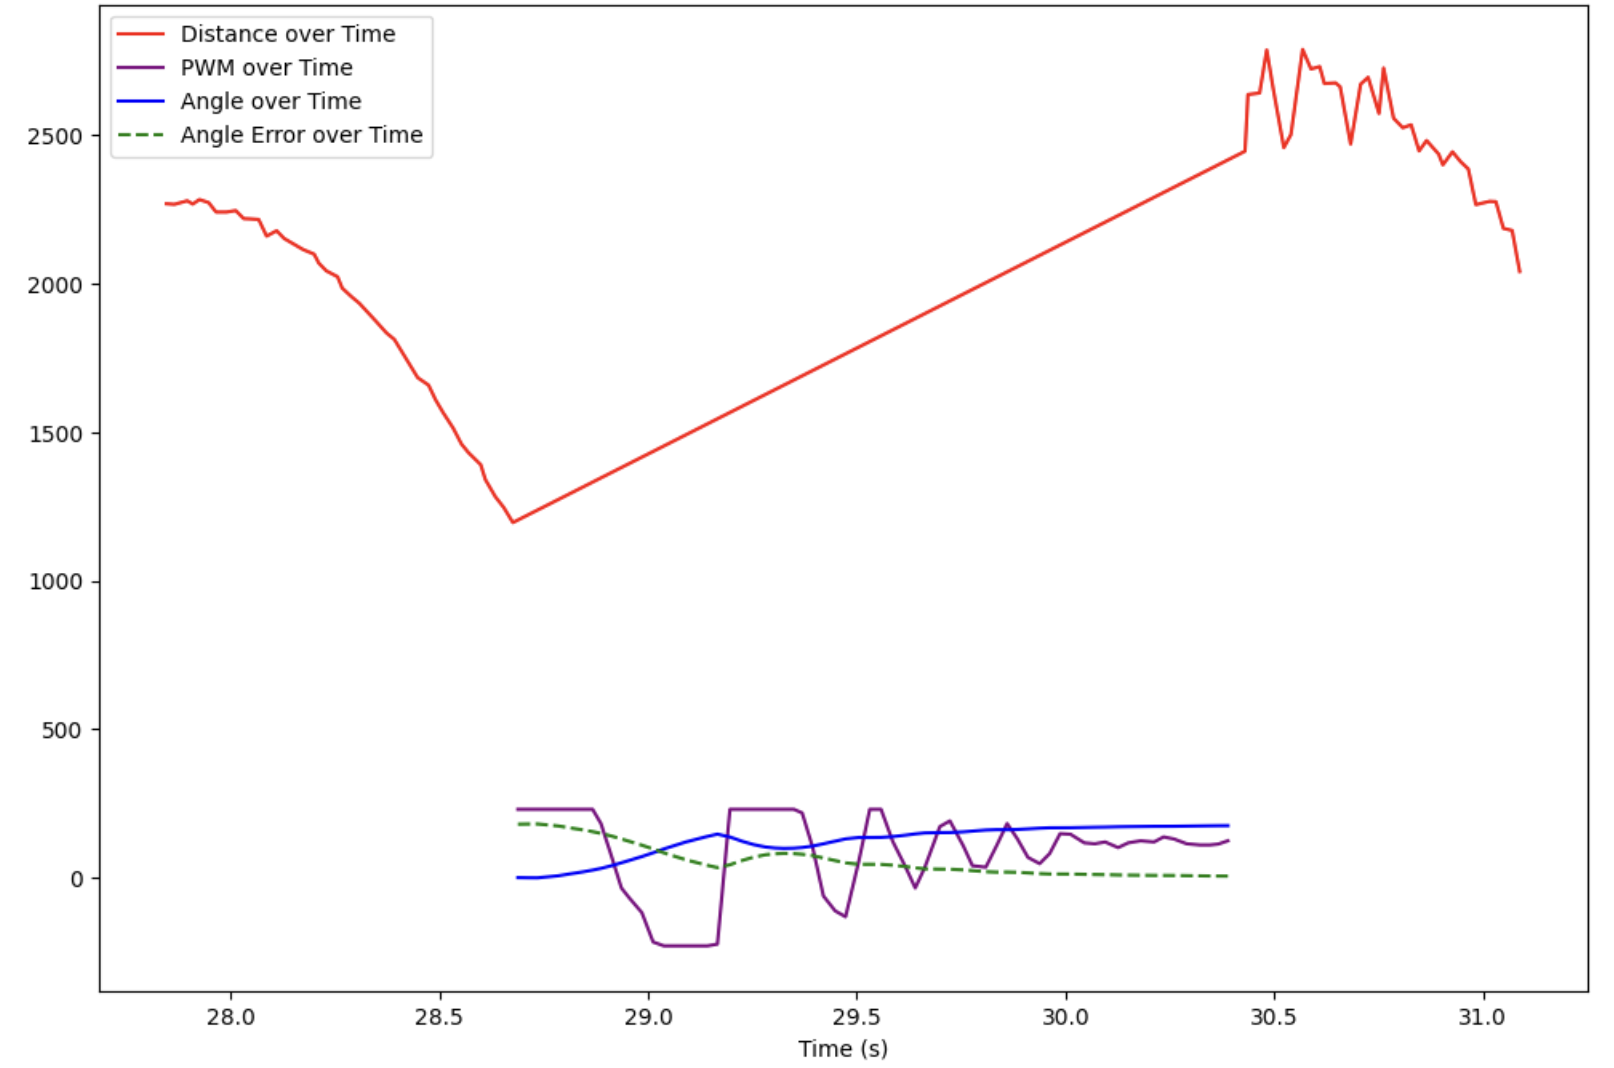 Distance over Time
PWM over Time
Angle over Time
Angle Error over Time
2500
2000
1500
1000
500
0
28.0 28.5 29.0 29.5 30.0 30.5 31.0
Time (s)